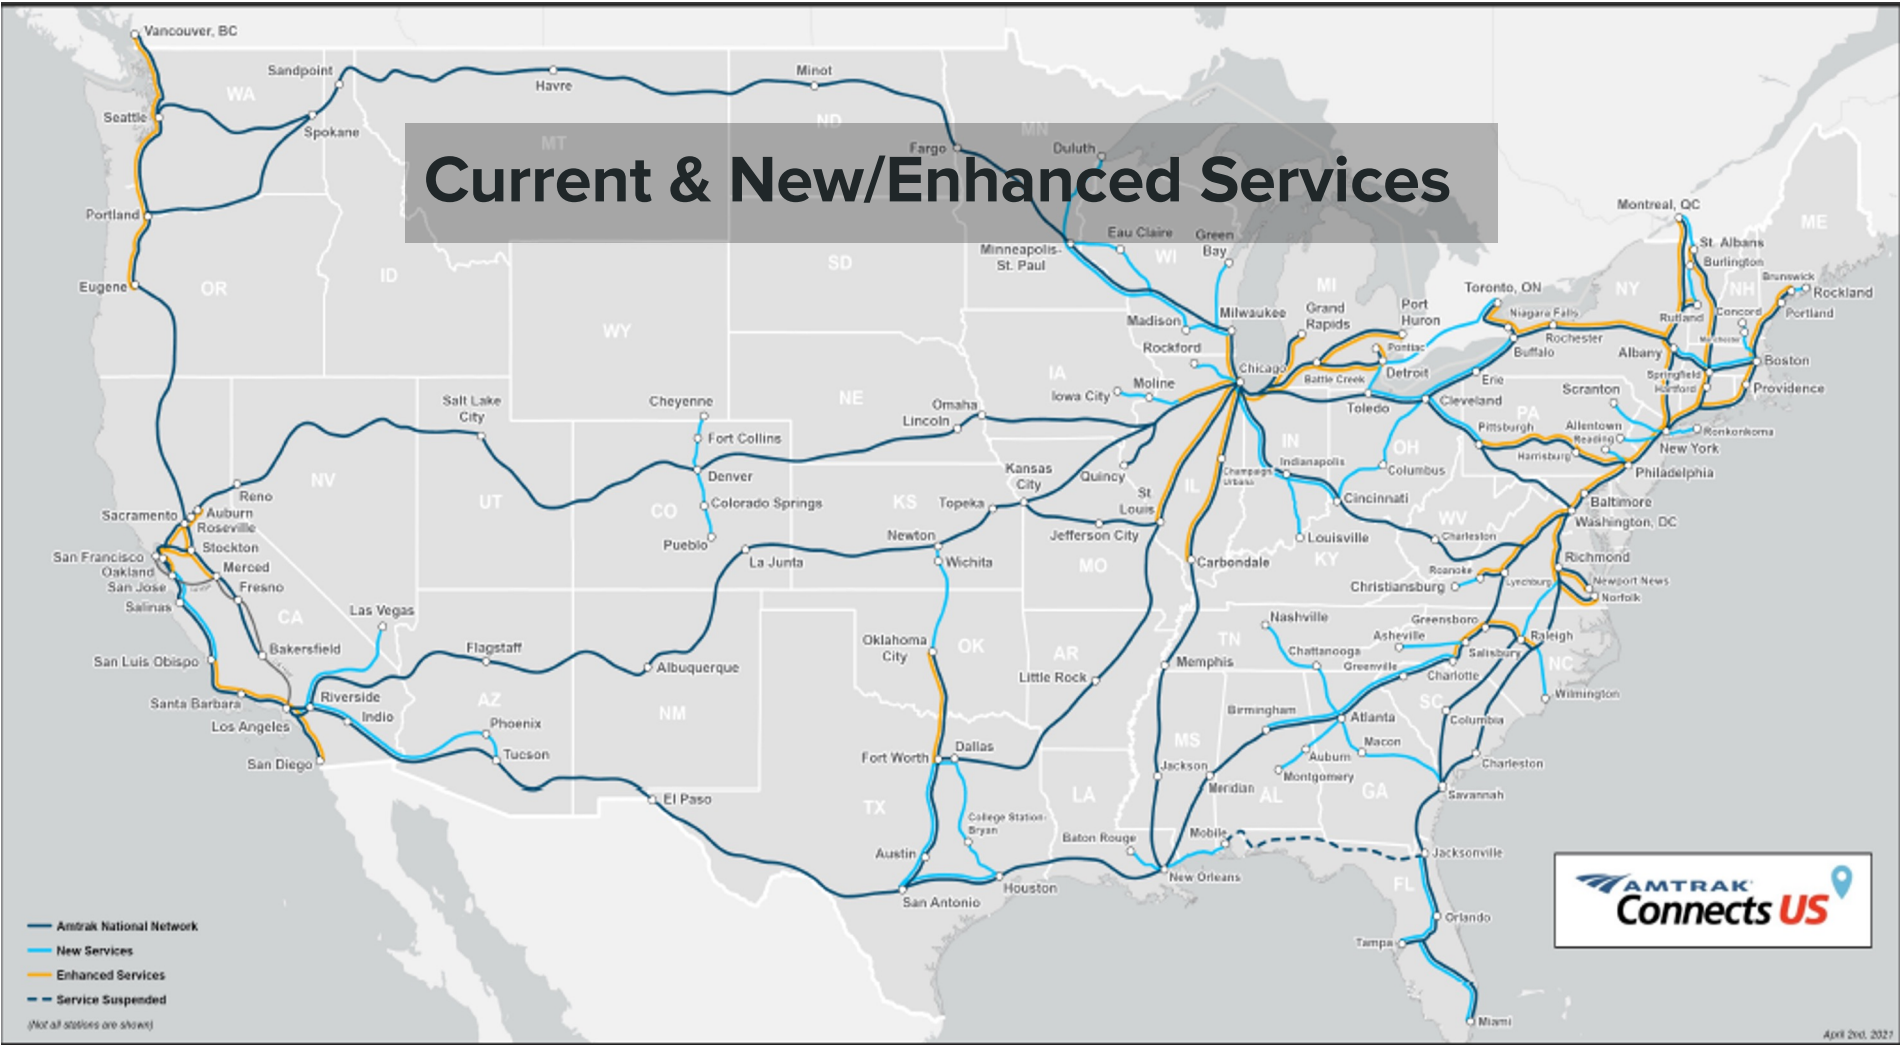 Current & New/Enhanced Services
Vancouver, BC
Seattle
WA
Sandpoint
Spokane
Havre
Minot
MT
ND
MN
Fargo
Duluth
Portland
Eugene
OR
ID
WY
SD
Minneapolis-
St. Paul
Eau Claire
Green
Bay
WI
MI
Milwaukee
Madison
Rockford
Grand
Rapids
Port
Huron
Pontiac
Chicago
Battle Creek
Detroit
Toledo
Toronto, ON
Niagara Falls
Rochester
Buffalo
Erie
Cleveland
Montreal, QC
ME
St. Albans
Burlington
Brunswick
Rockland
NY
NH
Rutland
Concord
Portland
Manchester
Albany
Boston
Springfield
Hartford
Providence
Scranton
PA
Allentown
Reading
Ronkonkoma
New York
Pittsburgh
Harrisburg
Philadelphia
Baltimore
Washington, DC
IA
Iowa City
Moline
NE
Omaha
Lincoln
Cheyenne
Fort Collins
Denver
Colorado Springs
CO
Pueblo
Salt Lake
City
NV
UT
Reno
Sacramento
Auburn
Roseville
Stockton
San Francisco
Oakland
Merced
San Jose
Fresno
Salinas
CA
Las Vegas
Bakersfield
San Luis Obispo
Santa Barbara
Los Angeles
Riverside
Indio
San Diego
Flagstaff
AZ
Phoenix
Tucson
Albuquerque
NM
El Paso
La Junta
KS
Topeka
Kansas
City
Newton
Wichita
Quincy
St
Louis
Jefferson City
MO
IL
Champaign
Urbana
IN
Indianapolis
OH
Columbus
Cincinnati
Louisville
KY
WV
Charleston
Carbondale
Roanoke
Christiansburg
Lynchburg
Richmond
Newport News
Norfolk
Oklahoma
City
OK
AR
Little Rock
TN
Nashville
Memphis
Chattanooga
Greensboro
Asheville
Raleigh
Salisbury
Greenville
Charlotte
NC
Wilmington
SC
Columbia
Charleston
Birmingham
Atlanta
Macon
Auburn
Montgomery
AL
GA
Savannah
MS
Jackson
Meridian
Fort Worth
Dallas
TX
LA
College Station-
Bryan
Austin
San Antonio
Houston
Baton Rouge
Mobile
New Orleans
Jacksonville
FL
Orlando
Tampa
Miami
AMTRAK
Connects US
Amtrak National Network
New Services
Enhanced Services
Service Suspended
(Not all stations are shown)
April 2nd, 2021